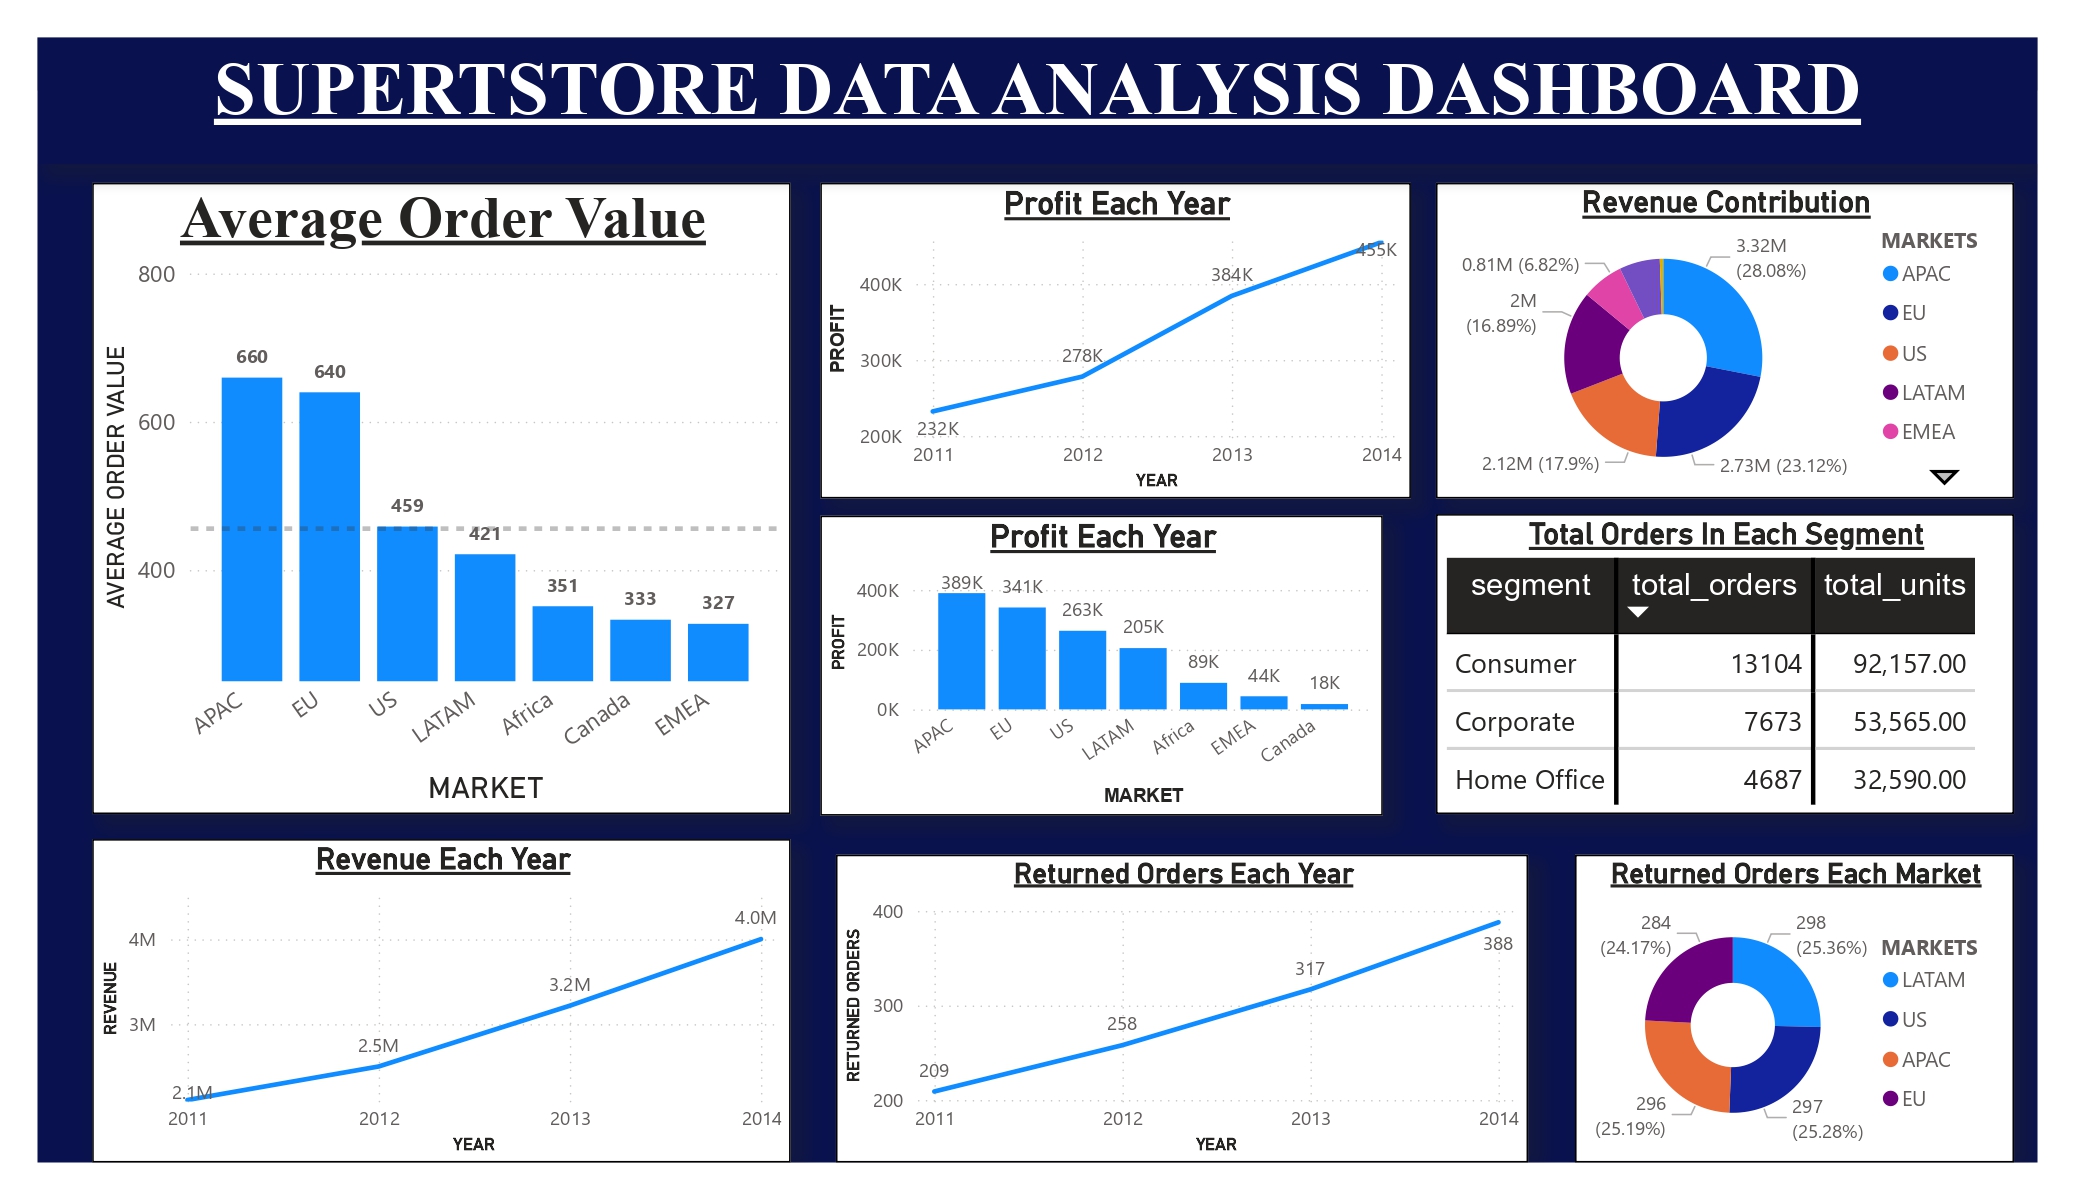 SUPERTSTORE DATA ANALYSIS DASHBOARD
Average Order Value
AVERAGE ORDER VALUE
800
600
400
660
640
459
421
351
333
327
APAC
EU
US
LATAM
Africa
Canada
EMEA
MARKET
Profit Each Year
PROFIT
400K
300K
200K
232K
278K
384K
455K
2011
2012
2013
2014
YEAR
Revenue Contribution
0.81M (6.82%)
2M
(16.89%)
2.12M (17.9%)
3.32M
(28.08%)
2.73M (23.12%)
MARKETS
APAC
EU
US
LATAM
EMEA
Profit Each Year
PROFIT
400K
200K
0K
389K
341K
263K
205K
89K
44K
18K
APAC
EU
US
LATAM
Africa
EMEA
Canada
MARKET
Total Orders In Each Segment
segment total_orders total_units
Consumer 13104 92,157.00
Corporate 7673 53,565.00
Home Office 4687 32,590.00
Revenue Each Year
REVENUE
4M
3M
2.1M
2.5M
3.2M
4.0M
2011
2012
2013
2014
YEAR
Returned Orders Each Year
RETURNED ORDERS
400
300
200
209
258
317
388
2011
2012
2013
2014
YEAR
Returned Orders Each Market
284
(24.17%)
298
(25.36%)
296
(25.19%)
297
(25.28%)
MARKETS
LATAM
US
APAC
EU